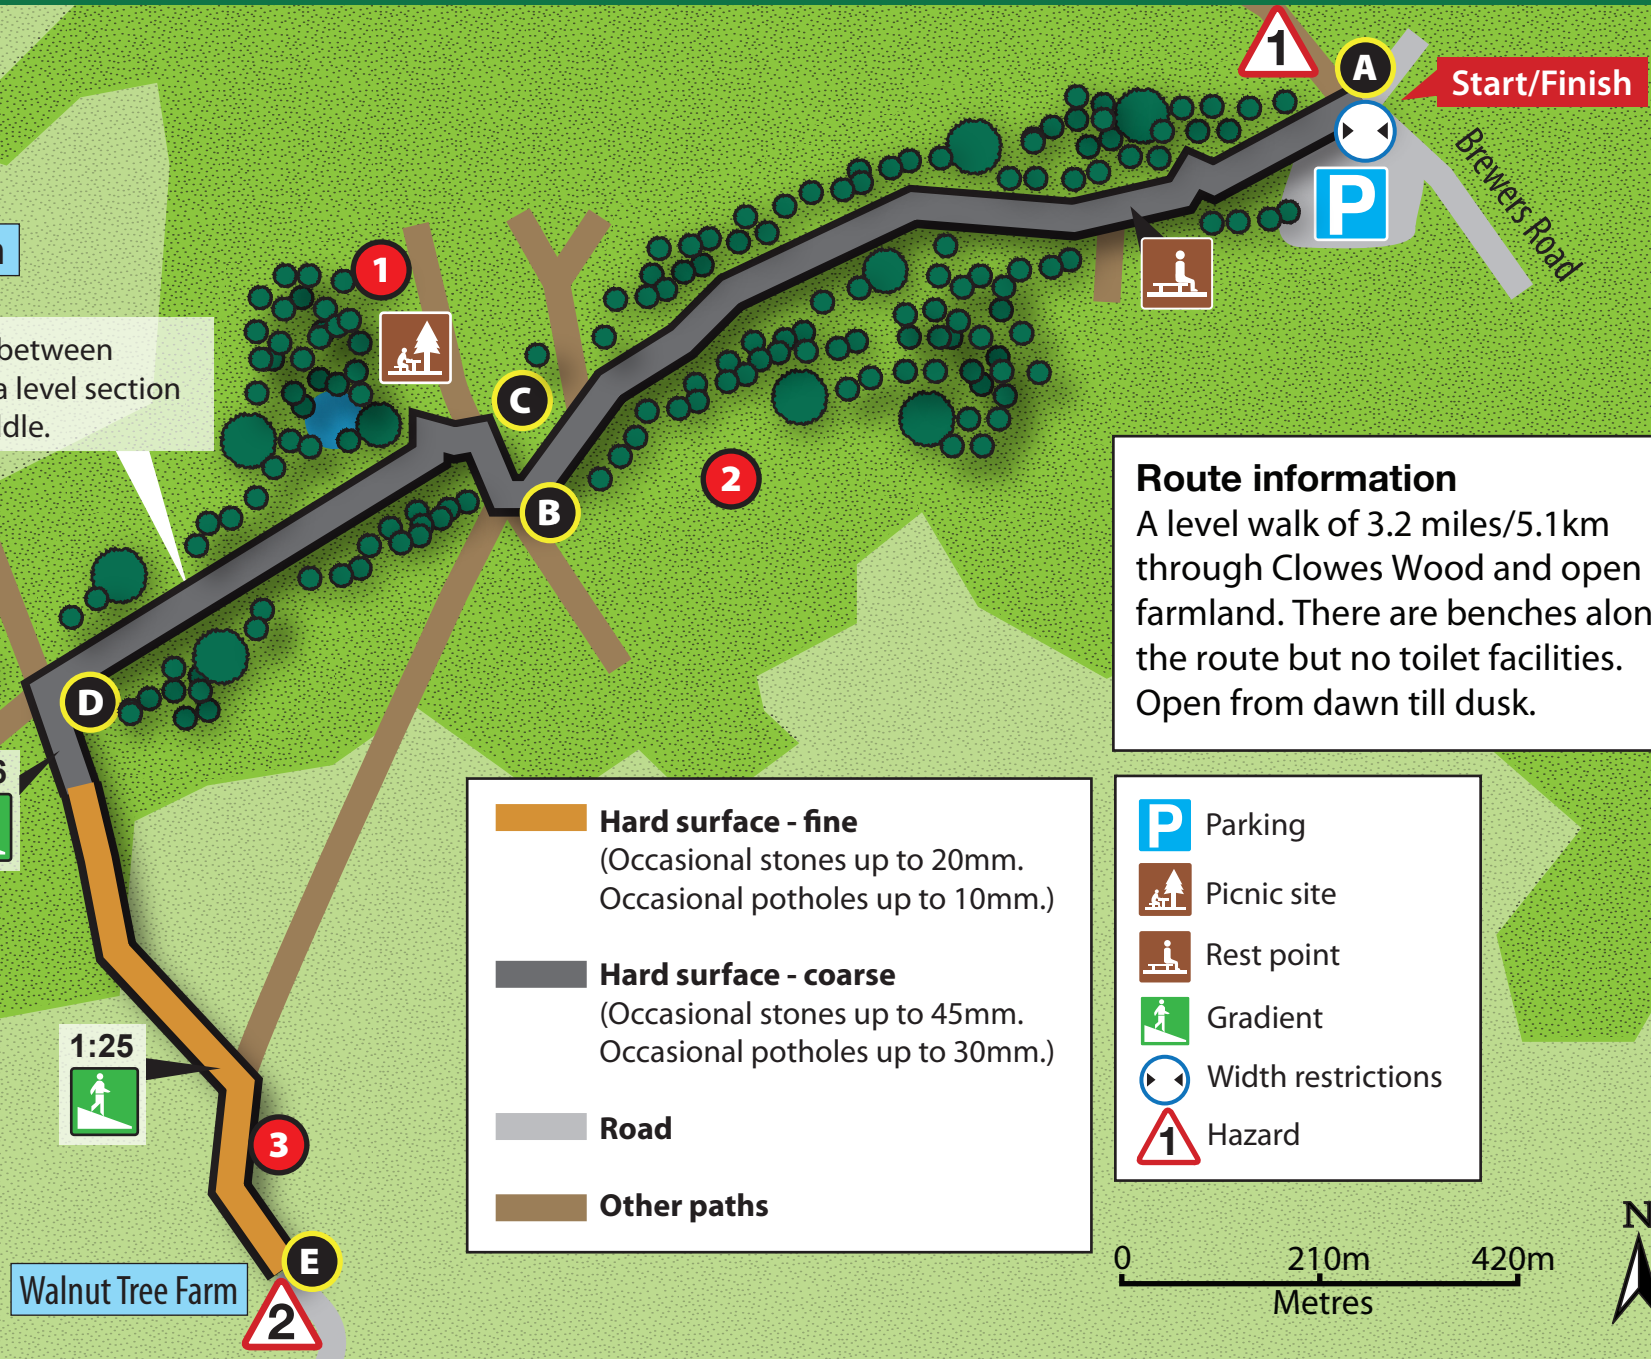 1
A
Start/Finish
Brewers Road
P
1
between
a level section
C
2
B
D
Route information
A level walk of 3.2 miles/5.1km
through Clowes Wood and open
farmland. There are benches alon
the route but no toilet facilities.
Open from dawn till dusk.
Hard surface - fine
(Occasional stones up to 20mm.
Occasional potholes up to 10mm.)
Hard surface - coarse
(Occasional stones up to 45mm.
Occasional potholes up to 30mm.)
Road
Other paths
P Parking
Picnic site
Rest point
Gradient
Width restrictions
1 Hazard
1:25
3
E
Walnut Tree Farm
2
0 210m 420m
Metres
N